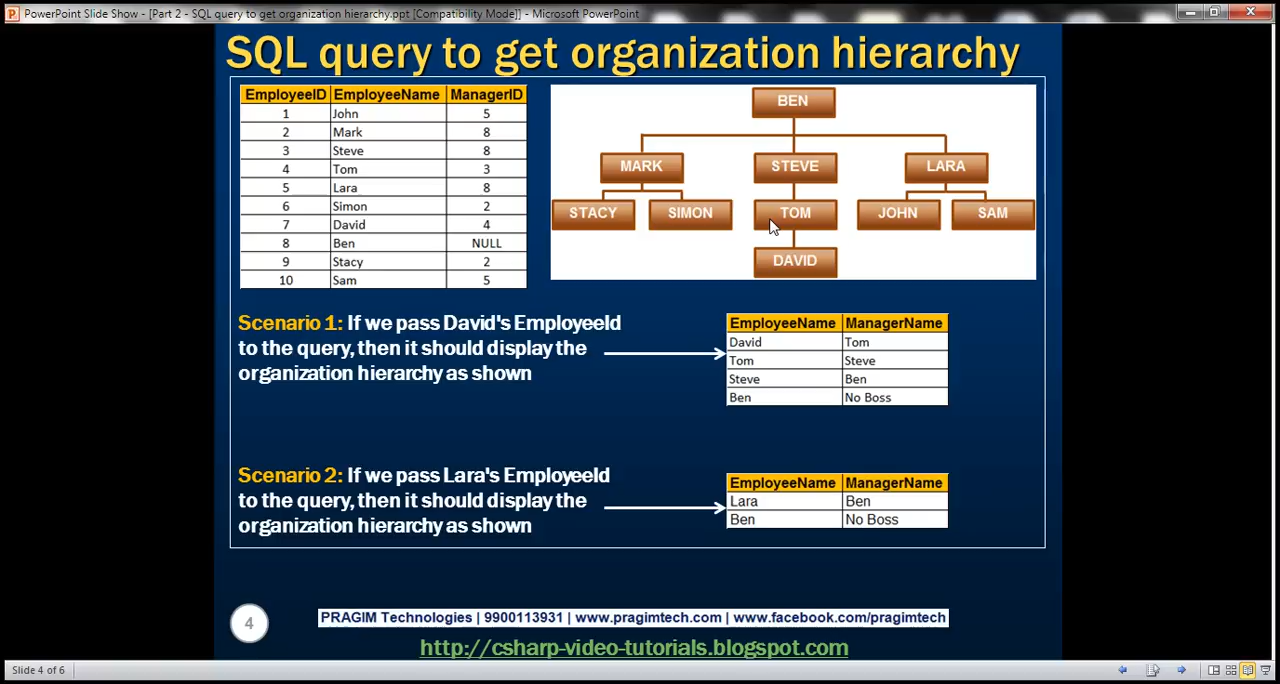 PowerPoint Slide Show - [Part 2 - SQL query to get organization hierarchy.ppt [Compatibility Mode]] - Microsoft PowerPoint
SQL query to get organization hierarchy
EmployeeID EmployeeName ManagerID
1 John 5
2 Mark 8
3 Steve 8
4 Tom 3
5 Lara 8
6 Simon 2
7 David 4
8 Ben NULL
9 Stacy 2
10 Sam 5
BEN
MARK STEVE LARA
STACY SIMON TOM JOHN SAM
DAVID
Scenario 1: If we pass David's EmployeeId
to the query, then it should display the
organization hierarchy as shown
EmployeeName ManagerName
David Tom
Tom Steve
Steve Ben
Ben No Boss
Scenario 2: If we pass Lara's EmployeeId
to the query, then it should display the
organization hierarchy as shown
EmployeeName ManagerName
Lara Ben
Ben No Boss
4
PRAGIM Technologies | 9900113931 | www.pragimtech.com | www.facebook.com/pragimtech
http://csharp-video-tutorials.blogspot.com
Slide 4 of 6